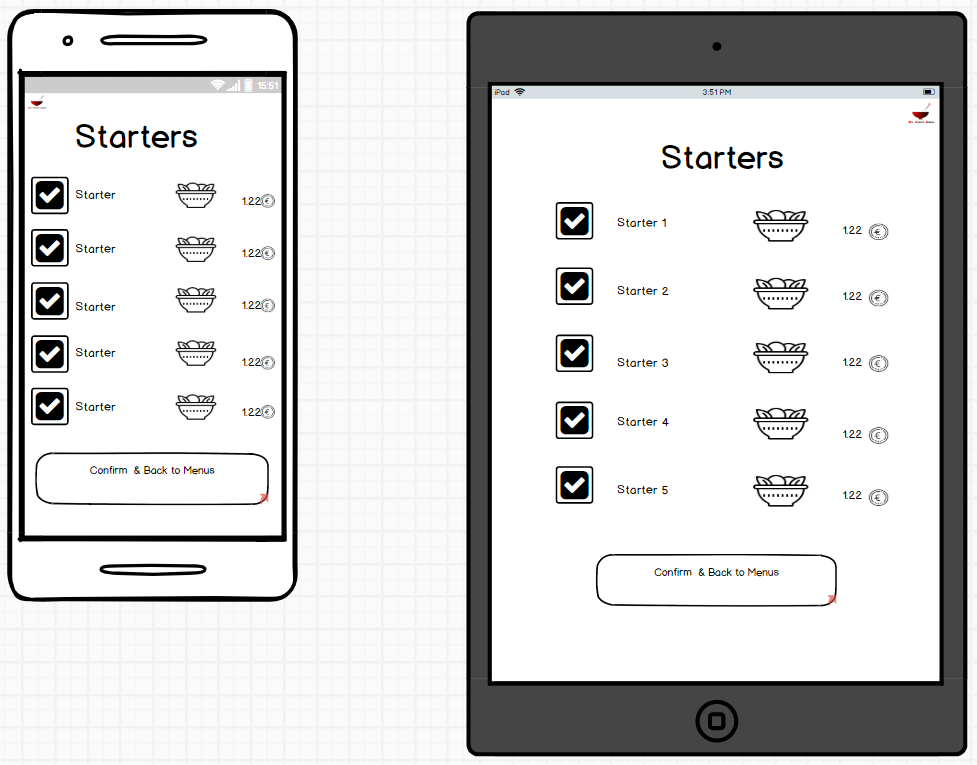 15:51
Starters
Starter
1.22€
Starter
1.22€
Starter
1.22€
Starter
1.22€
Starter
1.22€
Confirm & Back to Menus
iPad
3:51 PM
Starters
Starter 1
1.22 €
Starter 2
1.22 €
Starter 3
1.22 €
Starter 4
1.22 €
Starter 5
1.22 €
Confirm & Back to Menus